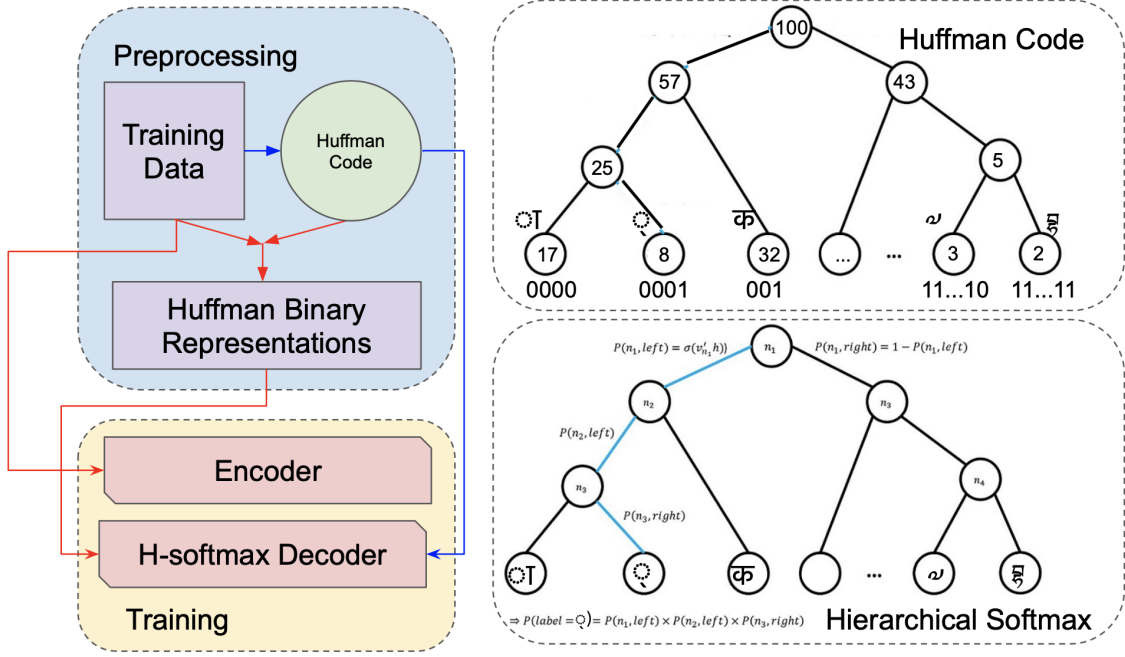 Preprocessing
Training
Data
Huffman
Code
Huffman Binary
Representations
Encoder
H-softmax Decoder
Training
Huffman Code
100
57
43
25
5
ा
़
क
17
8
32
...
...
3
2
0000
0001
001
11...10
11...11
P(n₁, left) = σ(v′ₙ₁h))
n₁
P(n₁, right) = 1 − P(n₁, left)
n₂
n₃
P(n₂, left)
n₃
n₄
P(n₃, right)
ा
़
क
...
⇒ P(label = ़) = P(n₁, left) × P(n₂, left) × P(n₃, right)
Hierarchical Softmax